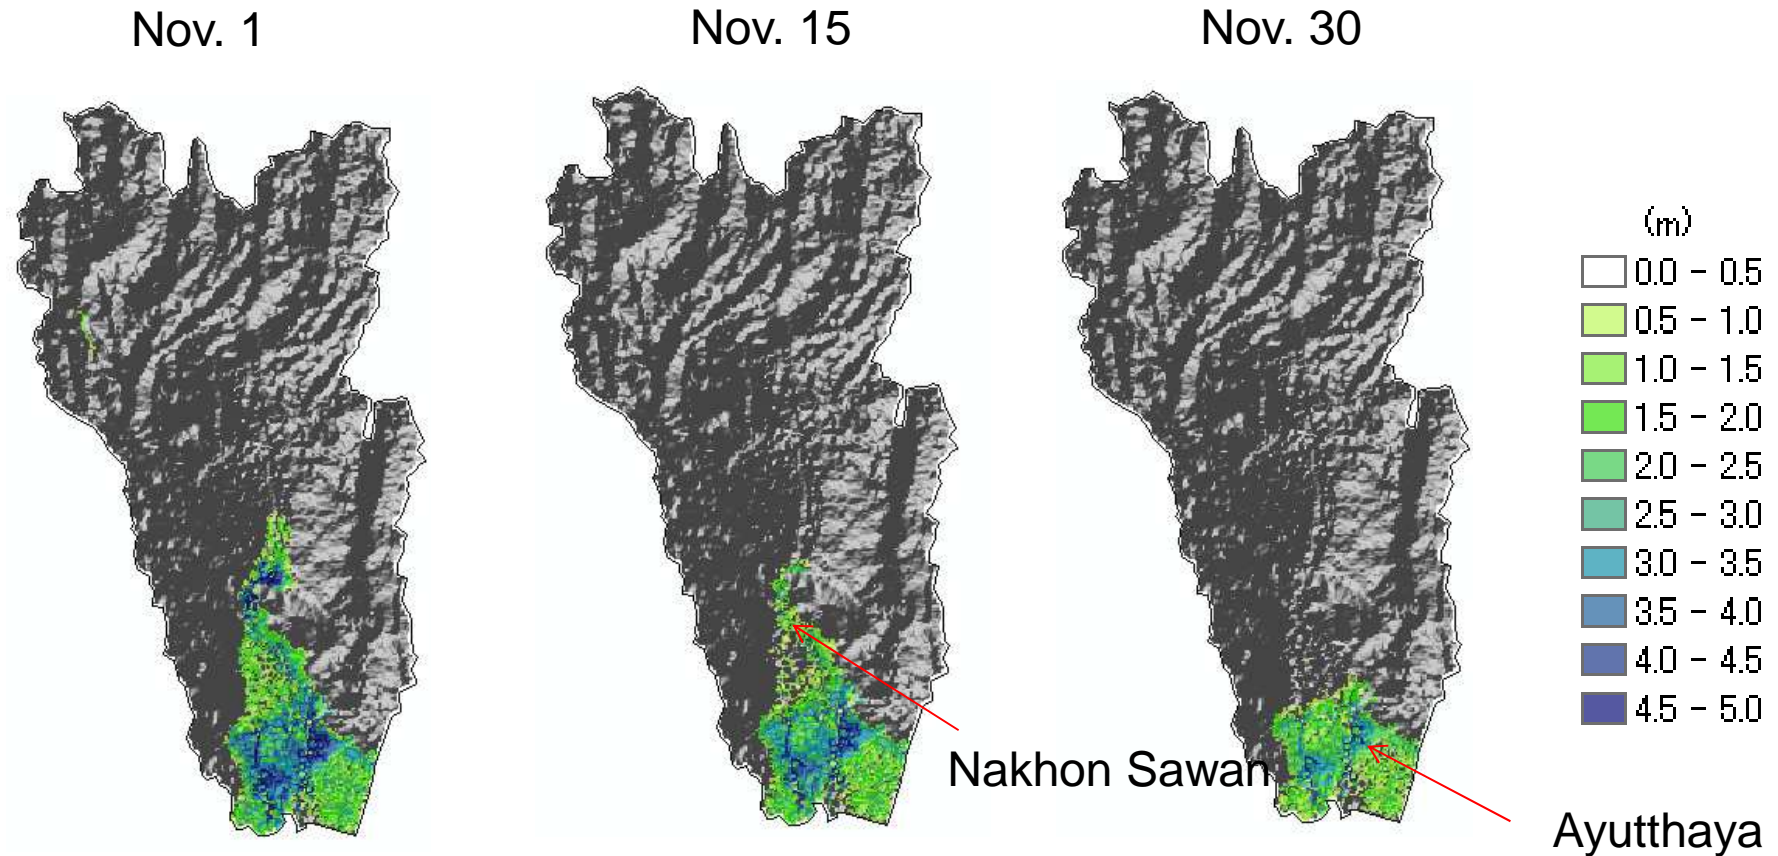 Nov. 1
Nov. 15
Nov. 30
(m)
0.0 - 0.5
0.5 - 1.0
1.0 - 1.5
1.5 - 2.0
2.0 - 2.5
2.5 - 3.0
3.0 - 3.5
3.5 - 4.0
4.0 - 4.5
4.5 - 5.0
Nakhon Sawan
Ayutthaya